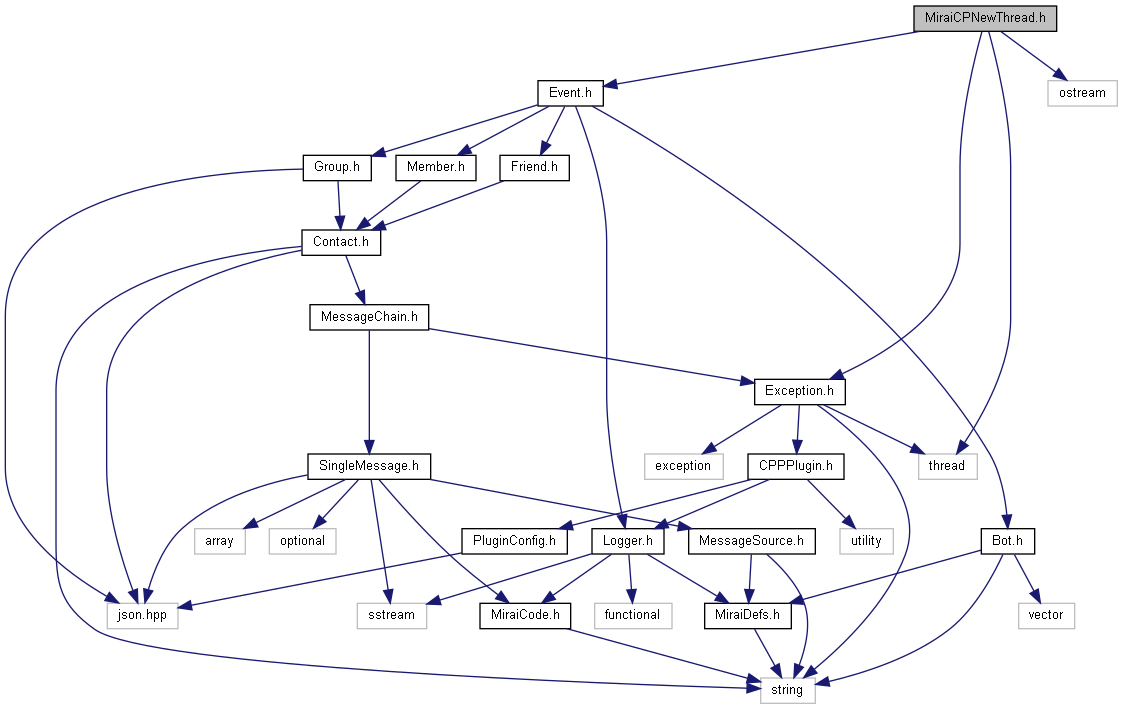 MiraiCPNewThread.h
Event.h
ostream
Group.h
Member.h
Friend.h
Contact.h
MessageChain.h
Exception.h
SingleMessage.h
exception
CPPPlugin.h
thread
array
optional
PluginConfig.h
Logger.h
MessageSource.h
utility
Bot.h
json.hpp
sstream
MiraiCode.h
functional
MiraiDefs.h
vector
string